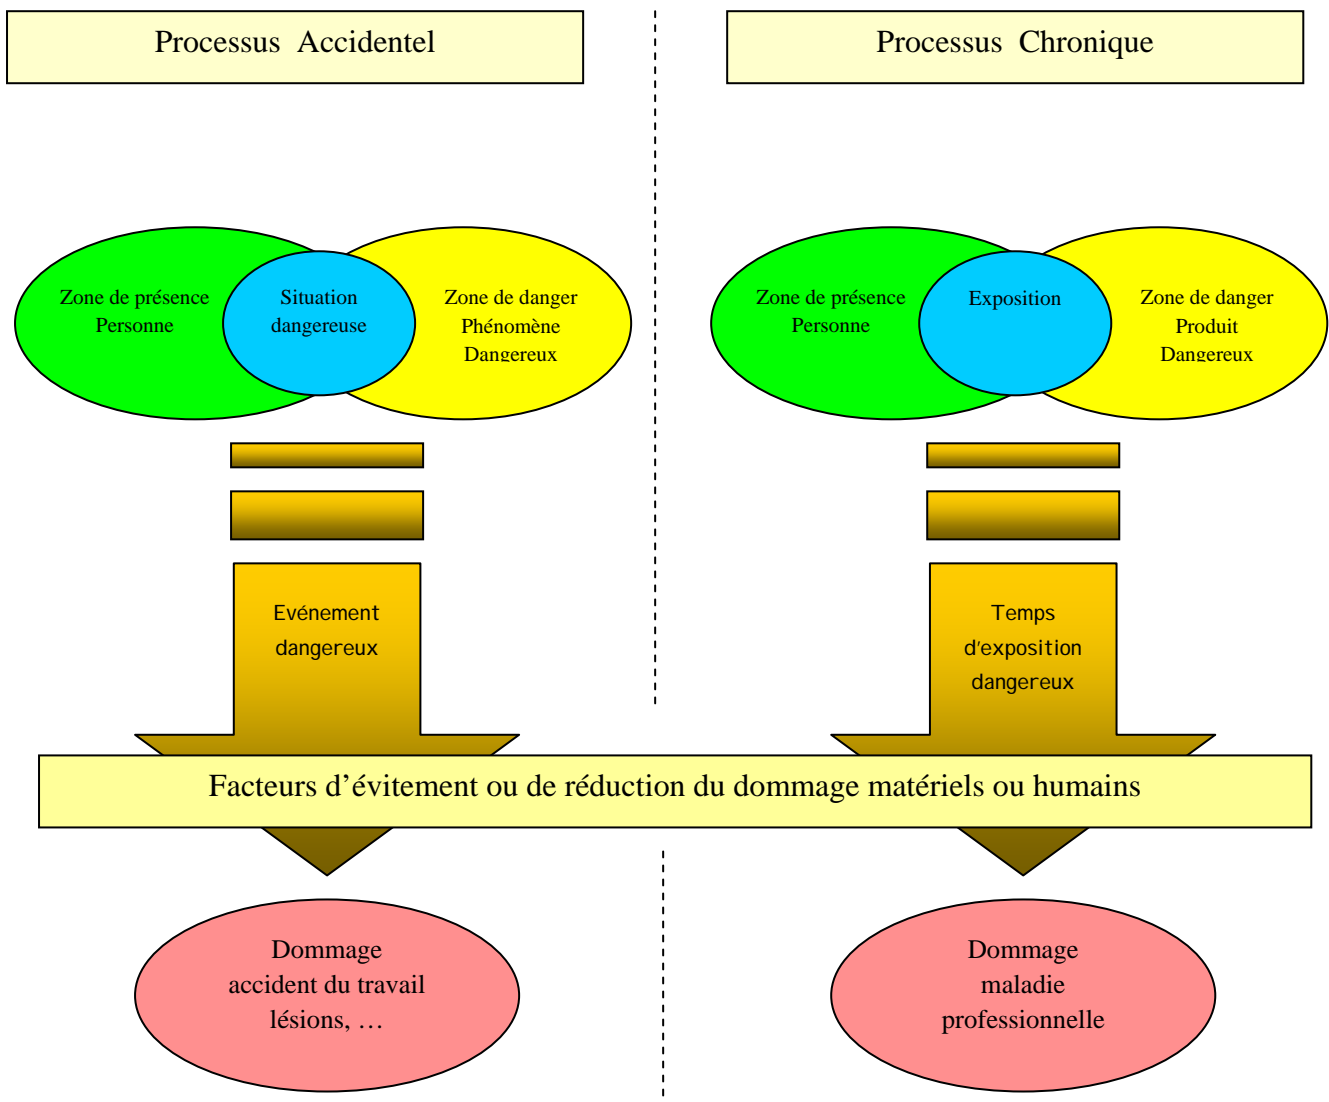 Processus Accidentel
Processus Chronique
Zone de présence
Personne
Situation
dangereuse
Zone de danger
Phénomène
Dangereux
Zone de présence
Personne
Exposition
Zone de danger
Produit
Dangereux
Evénement
dangereux
Temps
d'exposition
dangereux
Facteurs d’évitement ou de réduction du dommage matériels ou humains
Dommage
accident du travail
lésions, …
Dommage
maladie
professionnelle